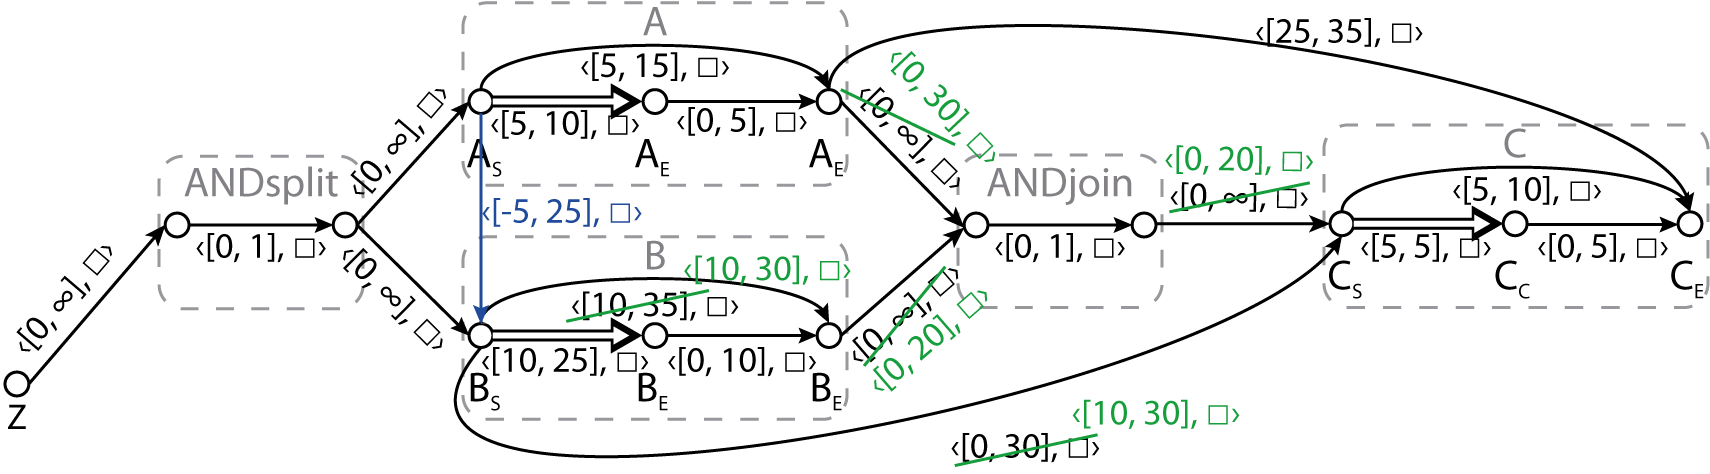 A
‹[25, 35], □›
‹[5, 15], □›
‹[0, 30], □›
‹[0, ∞], □›
‹[0, ∞], □›
‹[5, 10], □›
‹[0, 5], □›
A_S
A_E
A_E
ANDsplit
ANDjoin
‹[0, 20], □›
‹[0, ∞], □›
C
‹[5, 10], □›
‹[-5, 25], □›
‹[0, 1], □›
‹[0, 1], □›
‹[5, 5], □›
‹[0, 5], □›
C_S
C_C
C_E
‹[0, ∞], □›
‹[0, ∞], □›
B
‹[10, 30], □›
‹[10, 35], □›
‹[0, ∞], □›
‹[0, 20], □›
‹[10, 25], □›
‹[0, 10], □›
B_S
B_E
B_E
Z
‹[10, 30], □›
‹[0, 30], □›